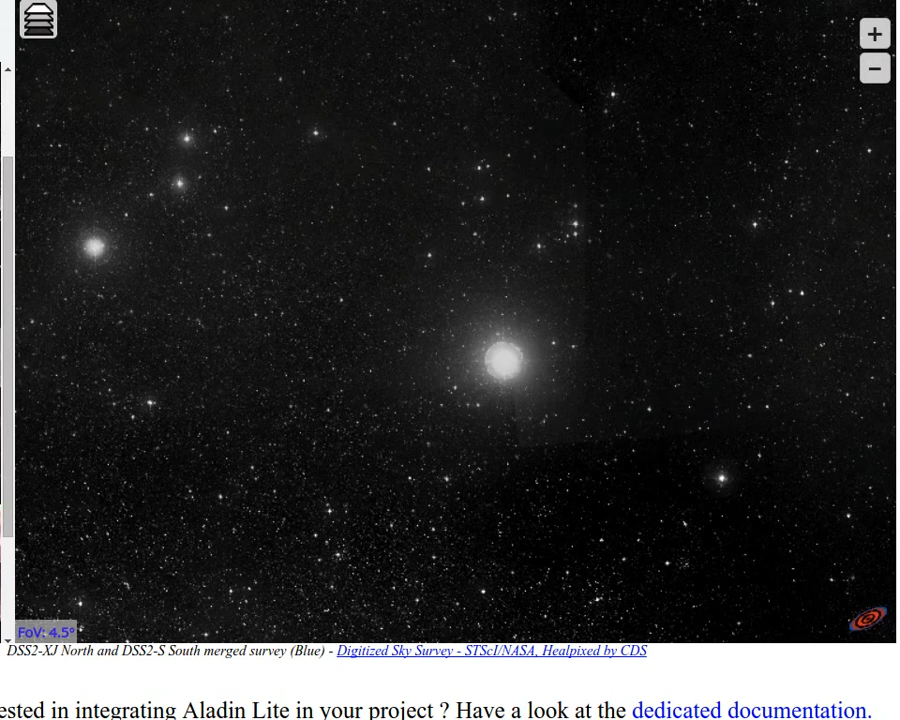 +
−
FoV: 4.5°
DSS2-XJ North and DSS2-S South merged survey (Blue) - Digitized Sky Survey - STScI/NASA, Healpixed by CDS
ested in integrating Aladin Lite in your project ? Have a look at the dedicated documentation.